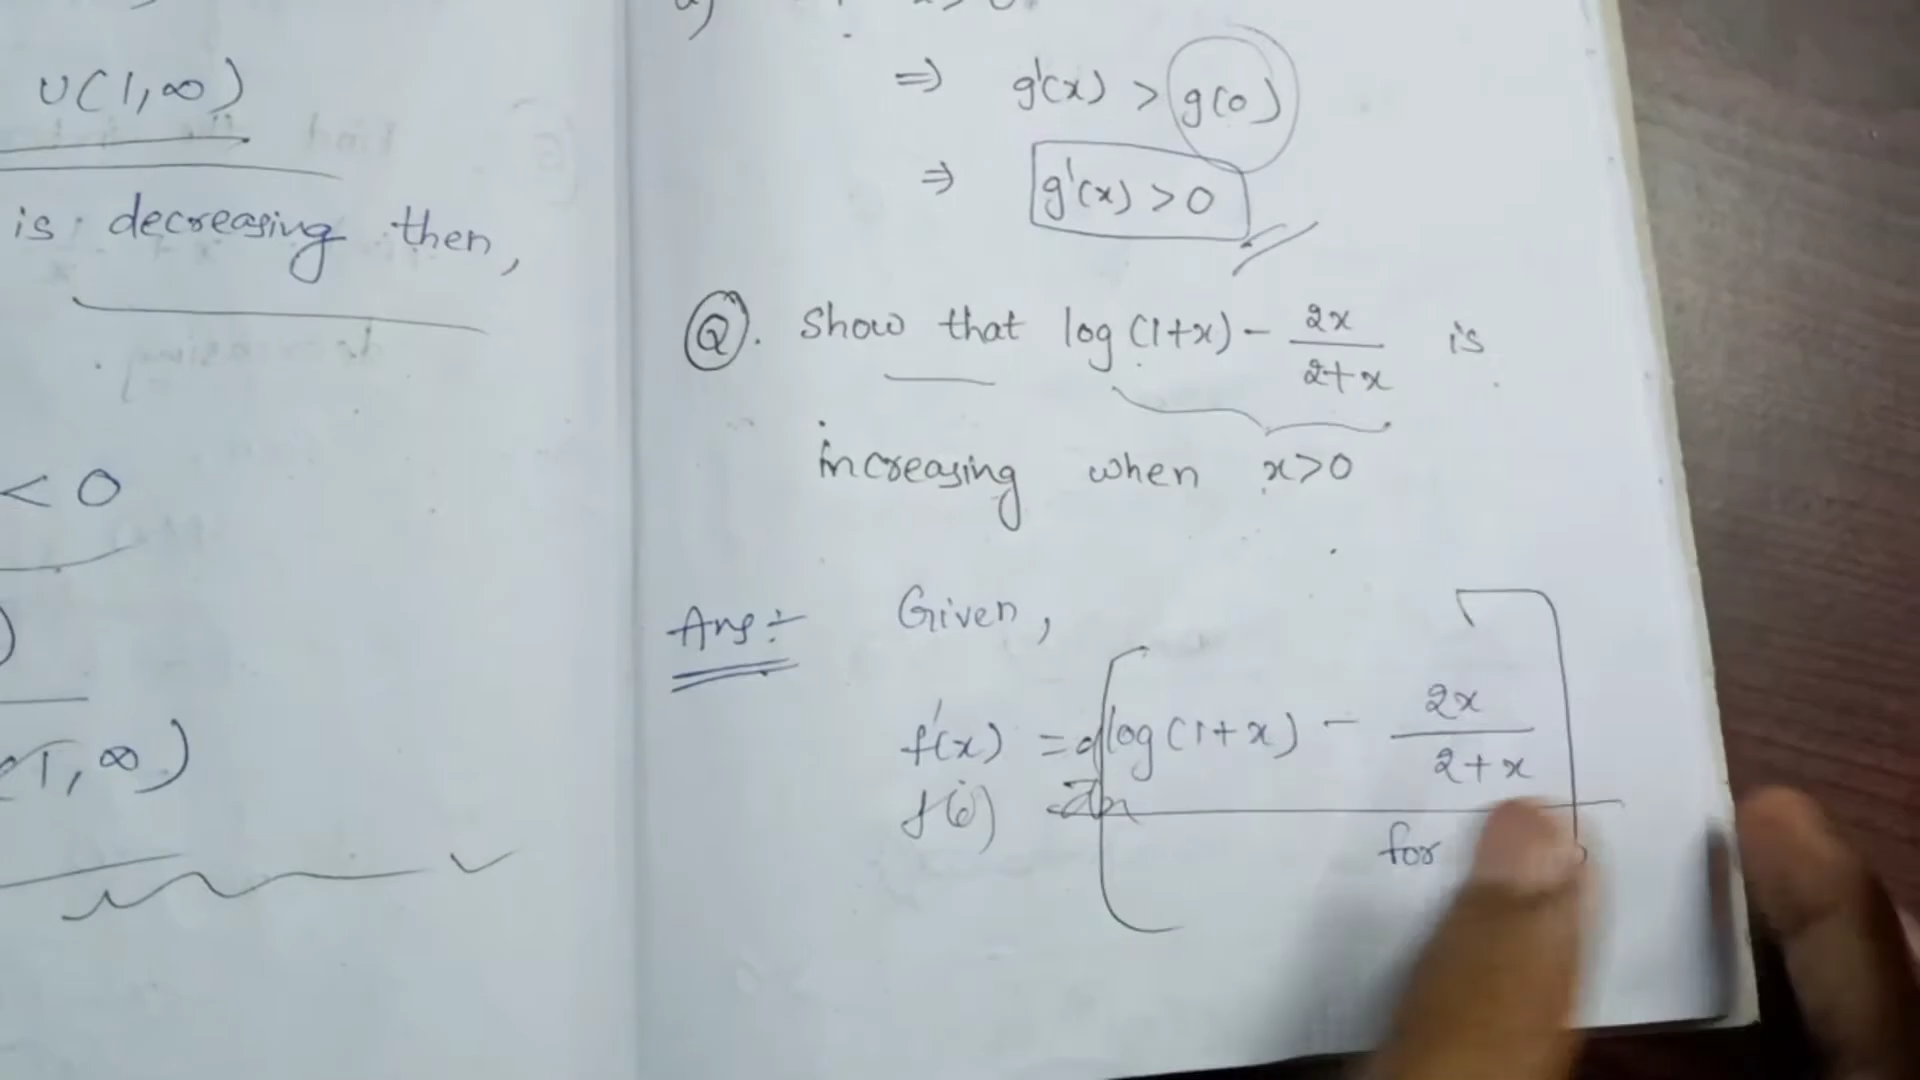 U(1,∞)
is decreasing then,
< 0
1, ∞)
⇒ g'(x) > g(0)
⇒ g'(x) > 0
Q. Show that log(1+x) - 2x/2+x is
increasing when x>0
Ans:- Given,
f'(x) = d log(1+x) - 2x/2+x
for